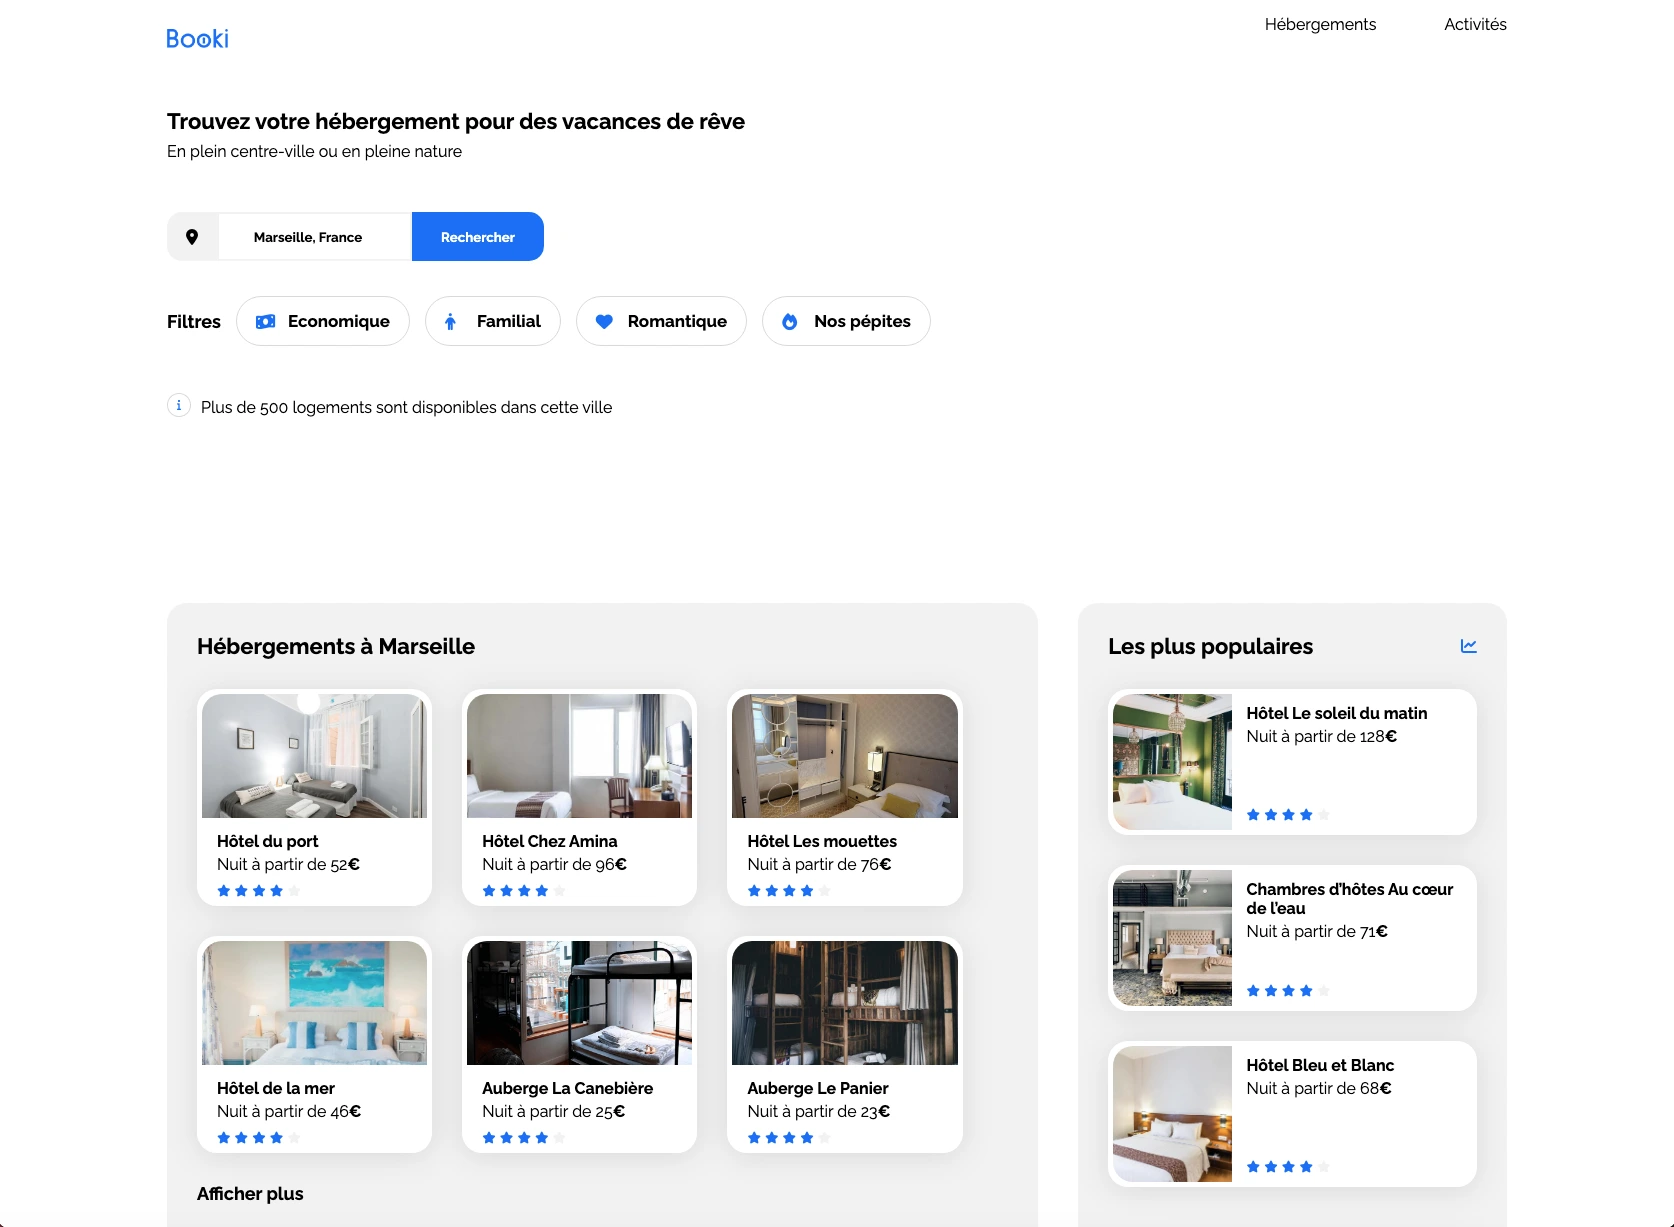 Booki
Hébergements
Activités
Trouvez votre hébergement pour des vacances de rêve
En plein centre-ville ou en pleine nature
Marseille, France
Rechercher
Filtres
Economique
Familial
Romantique
Nos pépites
Plus de 500 logements sont disponibles dans cette ville
Hébergements à Marseille
Hôtel du port
Nuit à partir de 52€
Hôtel Chez Amina
Nuit à partir de 96€
Hôtel Les mouettes
Nuit à partir de 76€
Hôtel de la mer
Nuit à partir de 46€
Auberge La Canebière
Nuit à partir de 25€
Auberge Le Panier
Nuit à partir de 23€
Afficher plus
Les plus populaires
Hôtel Le soleil du matin
Nuit à partir de 128€
Chambres d’hôtes Au cœur
de l’eau
Nuit à partir de 71€
Hôtel Bleu et Blanc
Nuit à partir de 68€